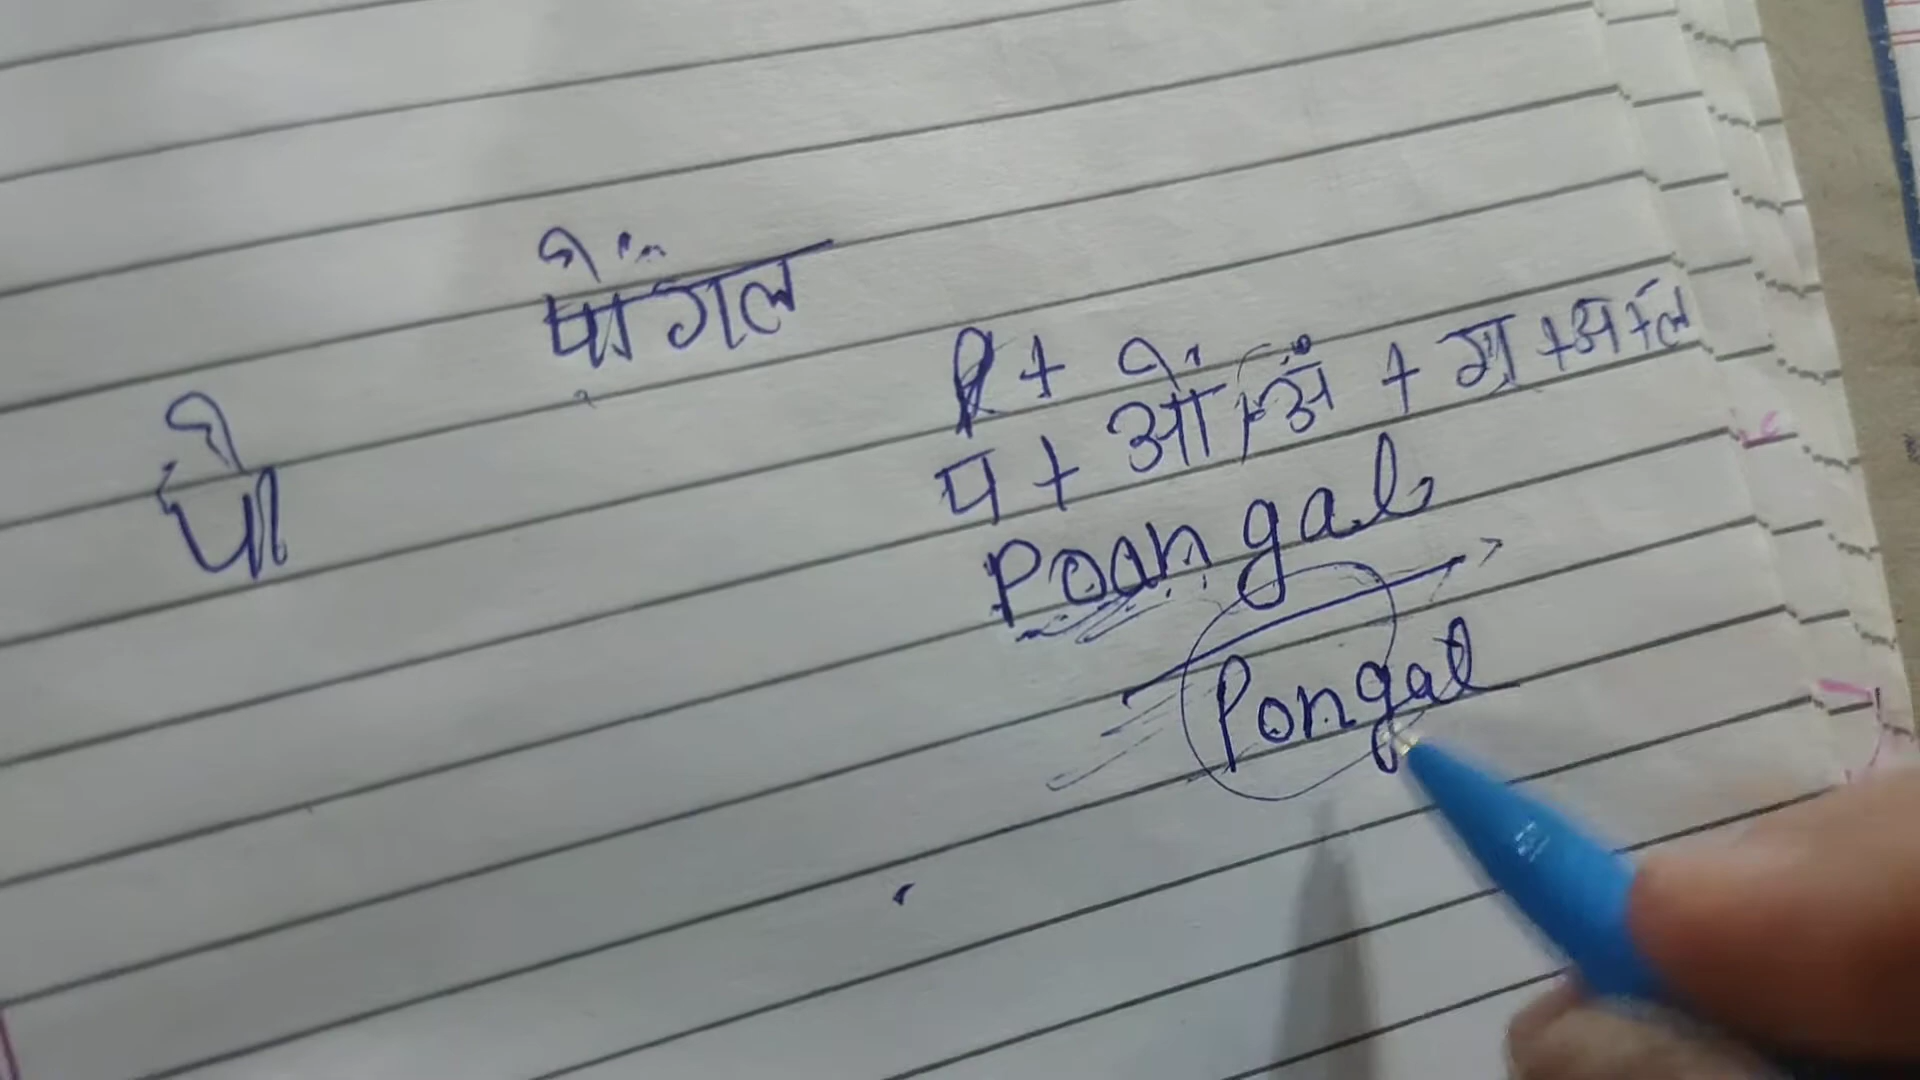 पोंगल
पो
P +
प + ओ + अं + ग + अ + ल
Poangal
Pongal